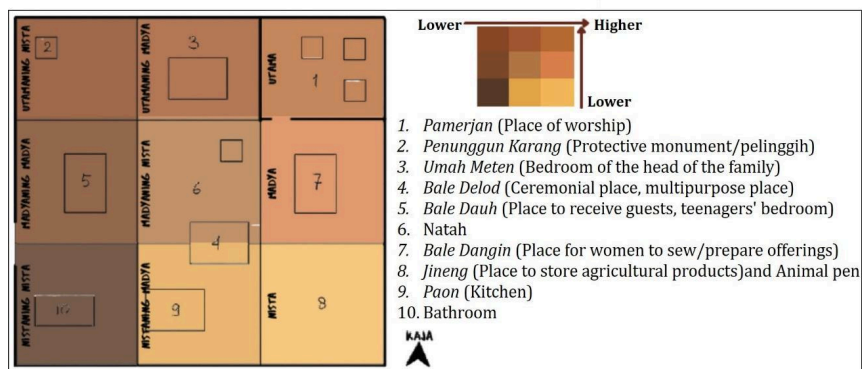 UTAMANING NISTA
2
UTAMANING MADYA
3
UTAMA
1
MADYANING MADYA
5
MADYANING NISTA
6
MADYA
7
4
NISTANING NISTA
10
NISTANING MADYA
9
NISTA
8
Lower
Higher
Lower
1. Pamerjan (Place of worship)
2. Penunggun Karang (Protective monument/pelinggih)
3. Umah Meten (Bedroom of the head of the family)
4. Bale Delod (Ceremonial place, multipurpose place)
5. Bale Dauh (Place to receive guests, teenagers' bedroom)
6. Natah
7. Bale Dangin (Place for women to sew/prepare offerings)
8. Jineng (Place to store agricultural products)and Animal pen
9. Paon (Kitchen)
10. Bathroom
KAJA